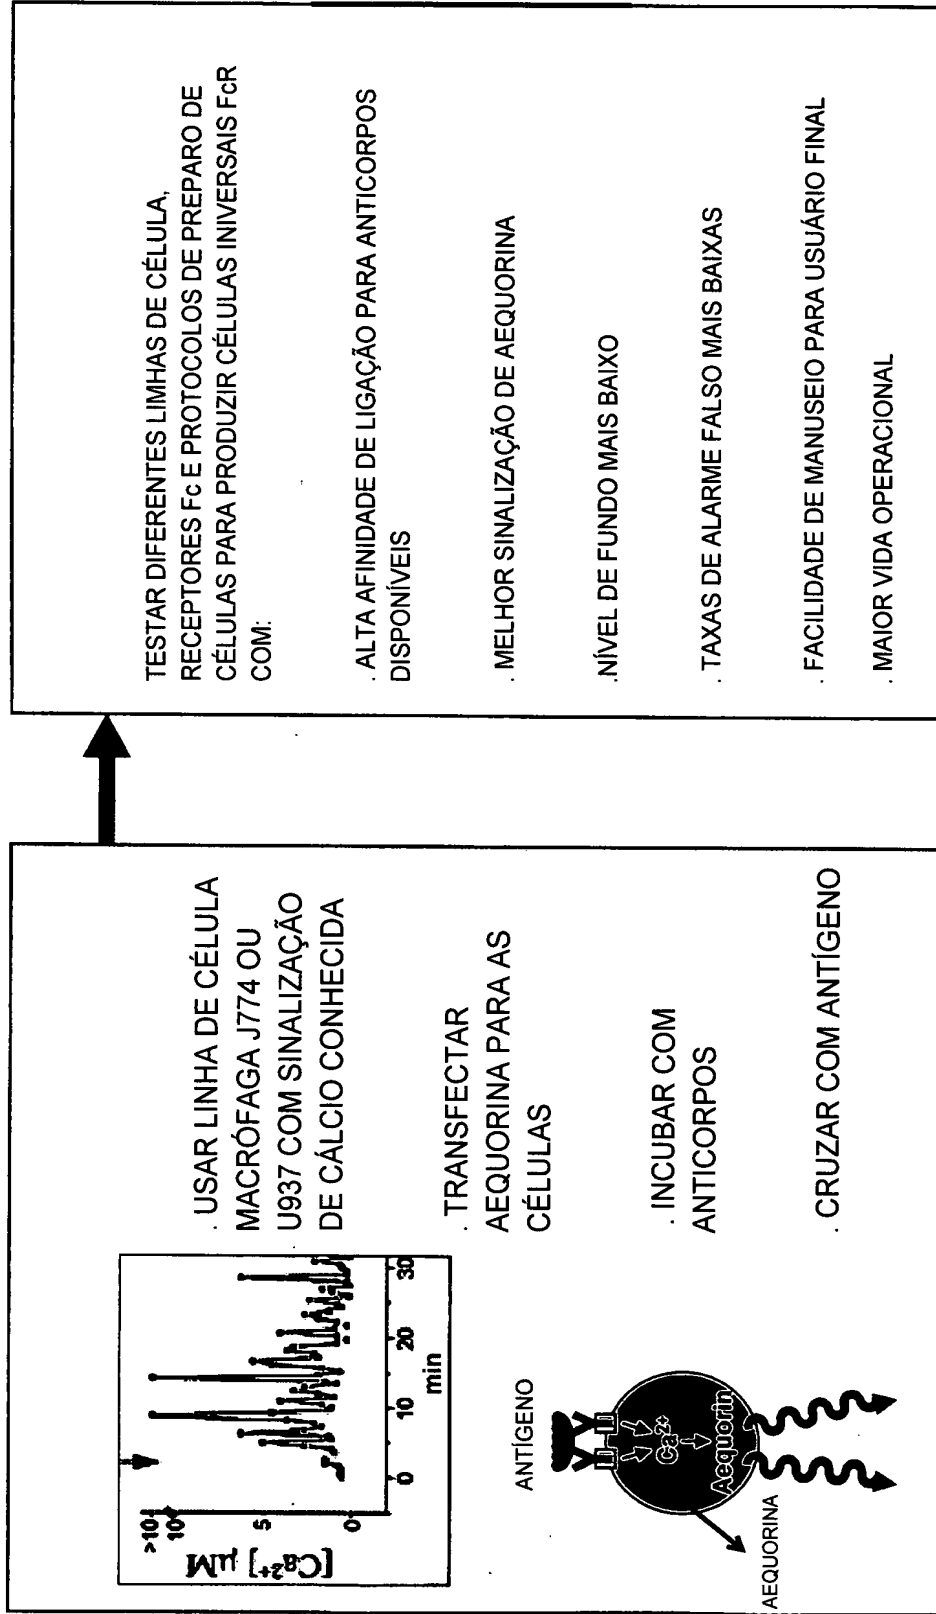 >10
10
5
0
[Ca²⁺] µM
0
10
20
30
min
ANTÍGENO
Ca²⁺
Aequorin
AEQUORINA
. USAR LINHA DE CÉLULA
MACRÓFAGA J774 OU
U937 COM SINALIZAÇÃO
DE CÁLCIO CONHECIDA
. TRANSFECTAR
AEQUORINA PARA AS
CÉLULAS
. INCUBAR COM
ANTICORPOS
. CRUZAR COM ANTÍGENO
TESTAR DIFERENTES LIMHAS DE CÉLULA,
RECEPTORES Fc E PROTOCOLOS DE PREPARO DE
CÉLULAS PARA PRODUZIR CÉLULAS INIVERSAIS FcR
COM:
. ALTA AFINIDADE DE LIGAÇÃO PARA ANTICORPOS
DISPONÍVEIS
. MELHOR SINALIZAÇÃO DE AEQUORINA
.NÍVEL DE FUNDO MAIS BAIXO
. TAXAS DE ALARME FALSO MAIS BAIXAS
. FACILIDADE DE MANUSEIO PARA USUÁRIO FINAL
. MAIOR VIDA OPERACIONAL